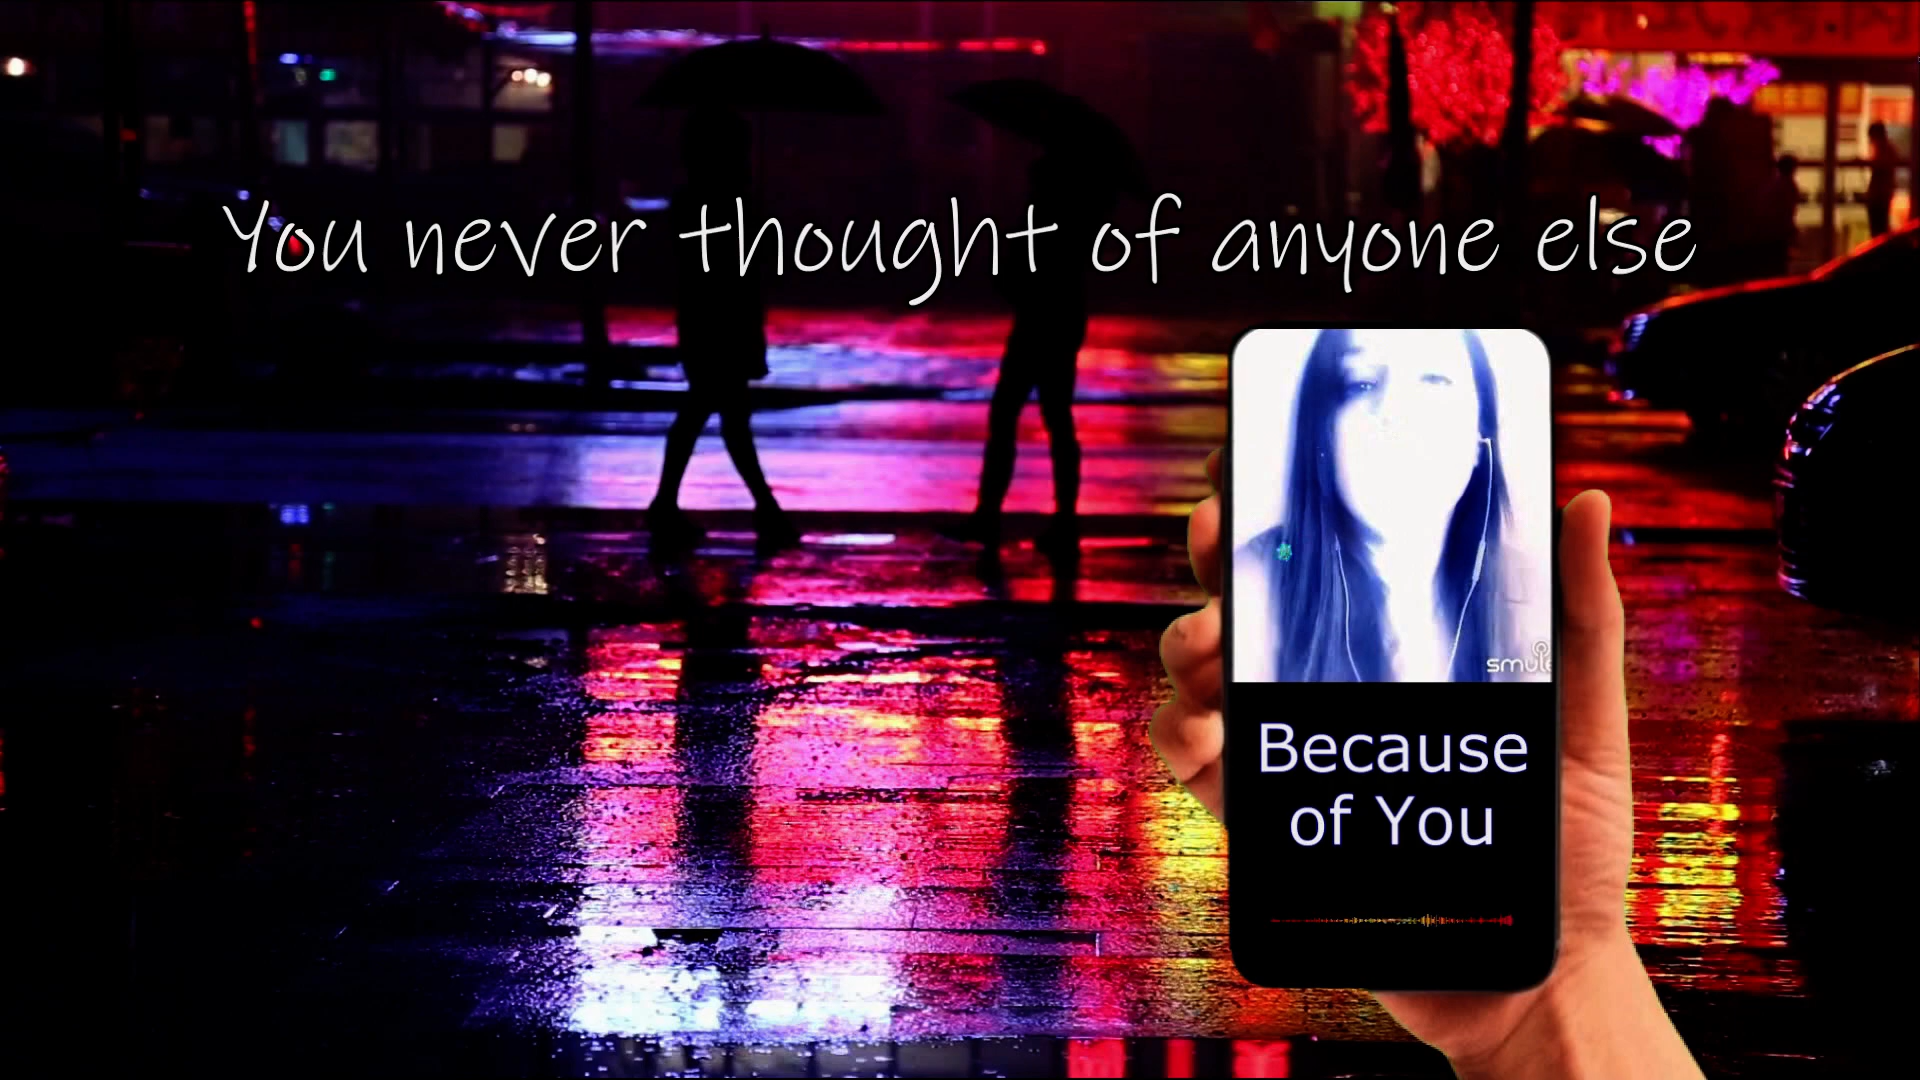 You never thought of anyone else
smule
Because
of You